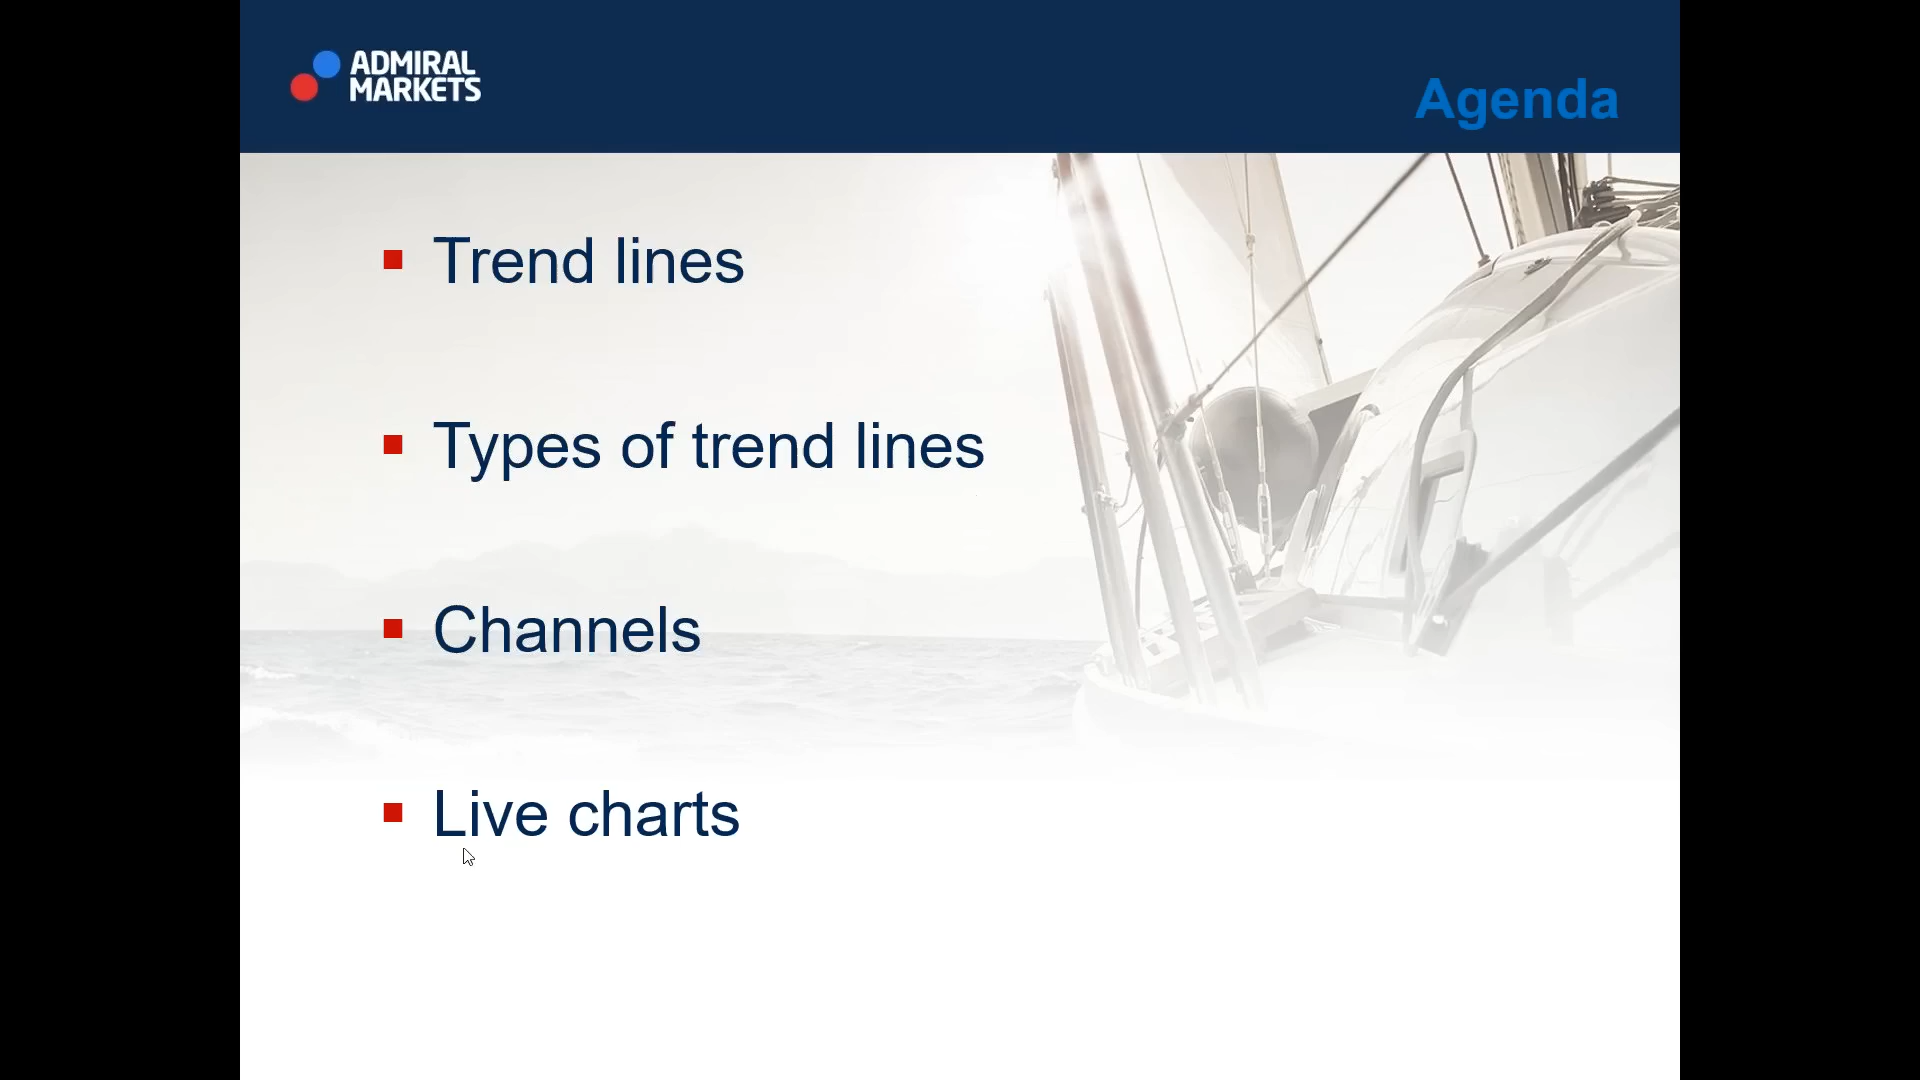 ADMIRAL
MARKETS
Agenda
Trend lines
Types of trend lines
Channels
Live charts